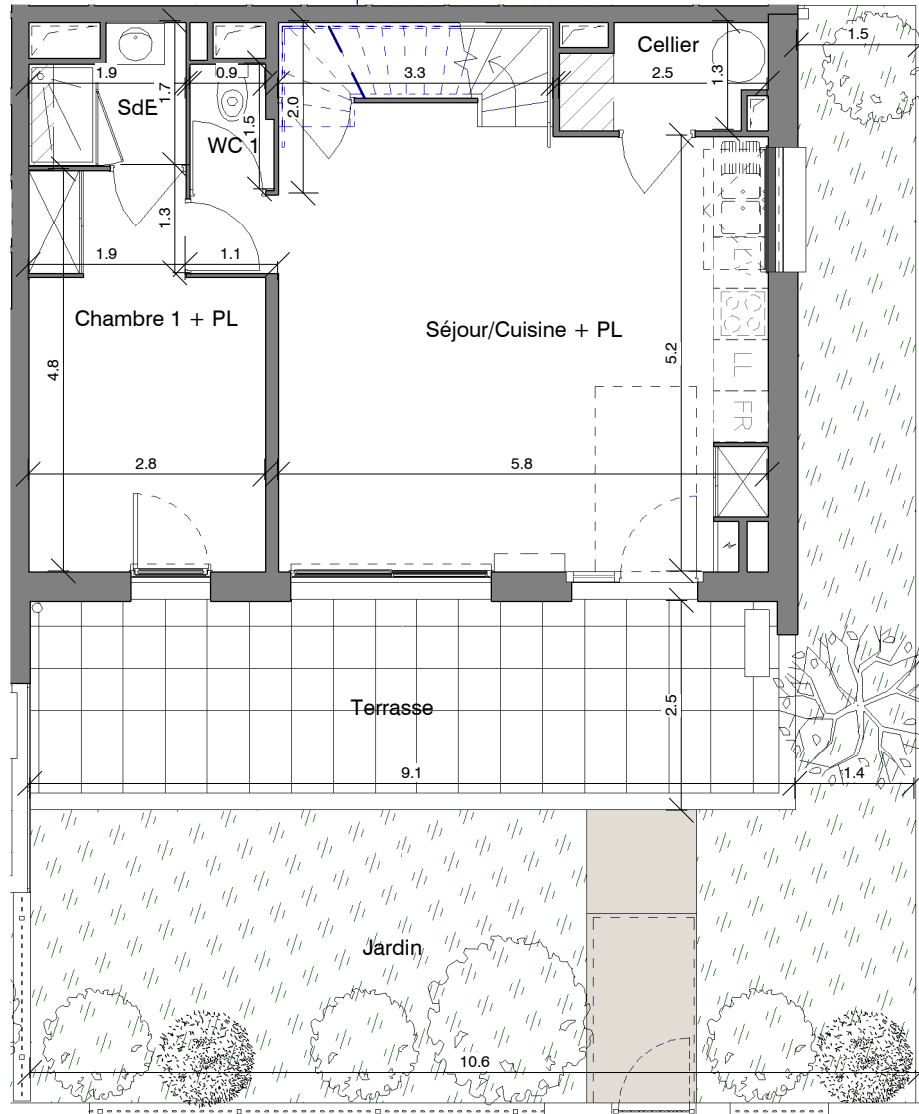 1.5
Cellier
1.9
0.9
3.3
2.5
1.3
SdE
1.7
2.0
1.5
WC 1
1.3
1.9
1.1
Chambre 1 + PL
Séjour/Cuisine + PL
5.2
4.8
LV
LL
FR
2.8
5.8
Terrasse
2.5
9.1
1.4
Jardin
10.6